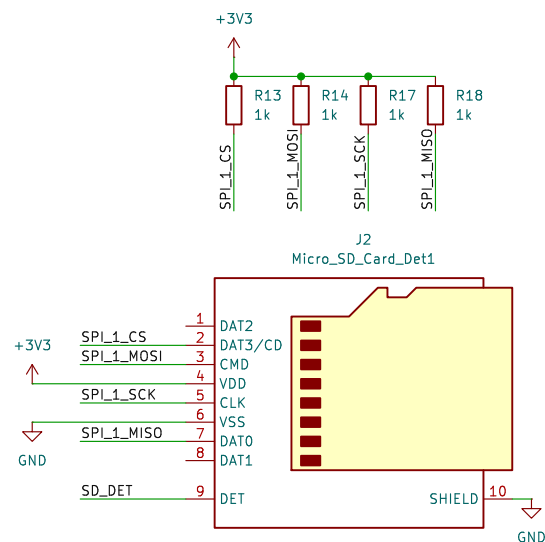 +3V3
R13 R14 R17 R18
1k 1k 1k 1k
SPI_1_CS
SPI_1_MOSI
SPI_1_SCK
SPI_1_MISO
J2
Micro_SD_Card_Det1
1 DAT2
SPI_1_CS 2 DAT3/CD
+3V3
SPI_1_MOSI 3 CMD
4 VDD
SPI_1_SCK 5 CLK
6 VSS
SPI_1_MISO 7 DAT0
GND
8 DAT1
SD_DET 9 DET SHIELD 10
GND